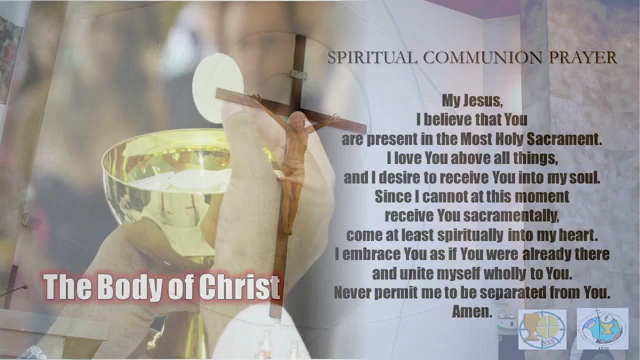 SPIRITUAL COMMUNION PRAYER
My Jesus,
I believe that You
are present in the Most Holy Sacrament.
I love You above all things,
and I desire to receive You into my soul.
Since I cannot at this moment
receive You sacramentally,
come at least spiritually into my heart.
I embrace You as if You were already there
and unite myself wholly to You.
Never permit me to be separated from You.
Amen.
The Body of Christ